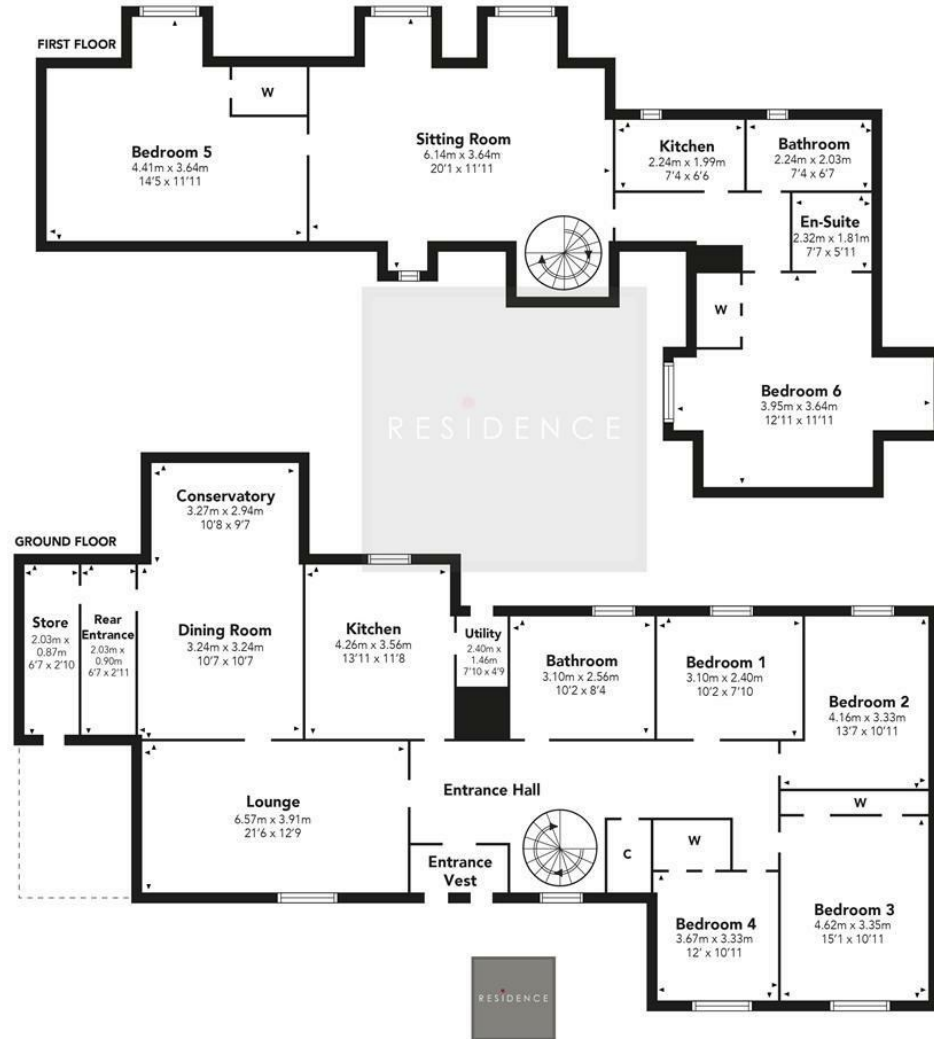 FIRST FLOOR
W
Bedroom 5
4.41m x 3.64m
14'5 x 11'11
Sitting Room
6.14m x 3.64m
20'1 x 11'11
Kitchen
2.24m x 1.99m
7'4 x 6'6
Bathroom
2.24m x 2.03m
7'4 x 6'7
En-Suite
2.32m x 1.81m
7'7 x 5'11
W
Bedroom 6
3.95m x 3.64m
12'11 x 11'11
RESIDENCE
GROUND FLOOR
Conservatory
3.27m x 2.94m
10'8 x 9'7
Store
2.03m x
0.87m
6'7 x 2'10
Rear
Entrance
2.03m x
0.90m
6'7 x 2'11
Dining Room
3.24m x 3.24m
10'7 x 10'7
Kitchen
4.26m x 3.56m
13'11 x 11'8
Utility
2.40m x
1.46m
7'10 x 4'9
Bathroom
3.10m x 2.56m
10'2 x 8'4
Bedroom 1
3.10m x 2.40m
10'2 x 7'10
Bedroom 2
4.16m x 3.33m
13'7 x 10'11
Lounge
6.57m x 3.91m
21'6 x 12'9
Entrance Hall
W
Entrance
Vest
C
W
Bedroom 4
3.67m x 3.33m
12' x 10'11
Bedroom 3
4.62m x 3.35m
15'1 x 10'11
RESIDENCE